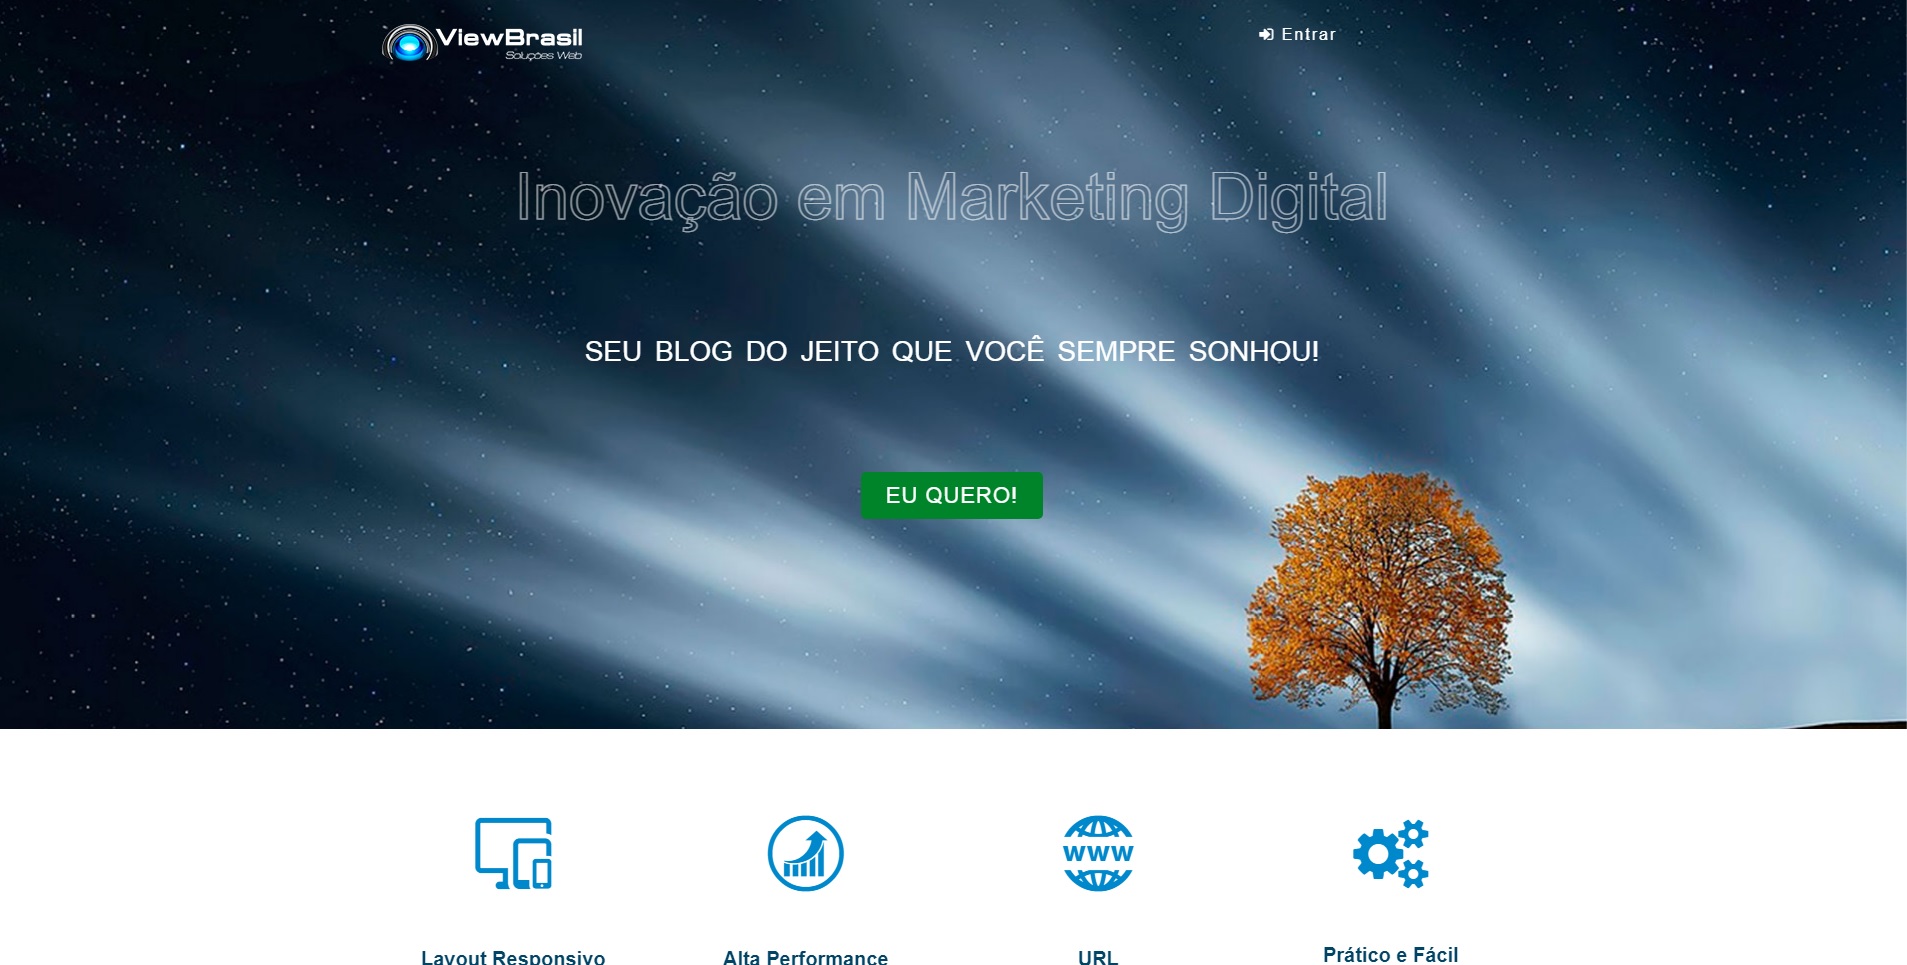 ViewBrasil
Soluções Web
Entrar
Inovação em Marketing Digital
SEU BLOG DO JEITO QUE VOCÊ SEMPRE SONHOU!
EU QUERO!
www
Layout Responsivo
Alta Performance
URL
Prático e Fácil